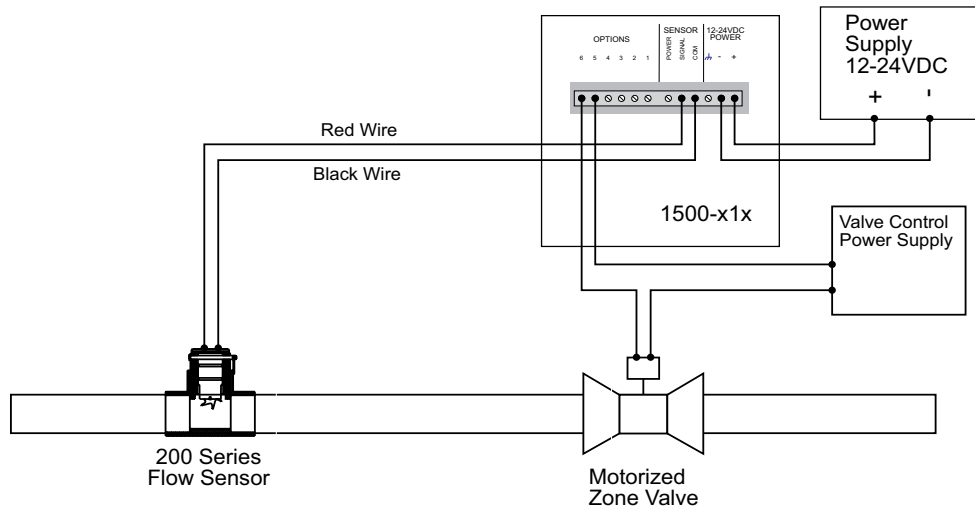 OPTIONS
SENSOR
12-24VDC
POWER
6 5 4 3 2 1
POWER
SIGNAL
COM
- +
Power
Supply
12-24VDC
+ -
Red Wire
Black Wire
1500-x1x
Valve Control
Power Supply
200 Series
Flow Sensor
Motorized
Zone Valve